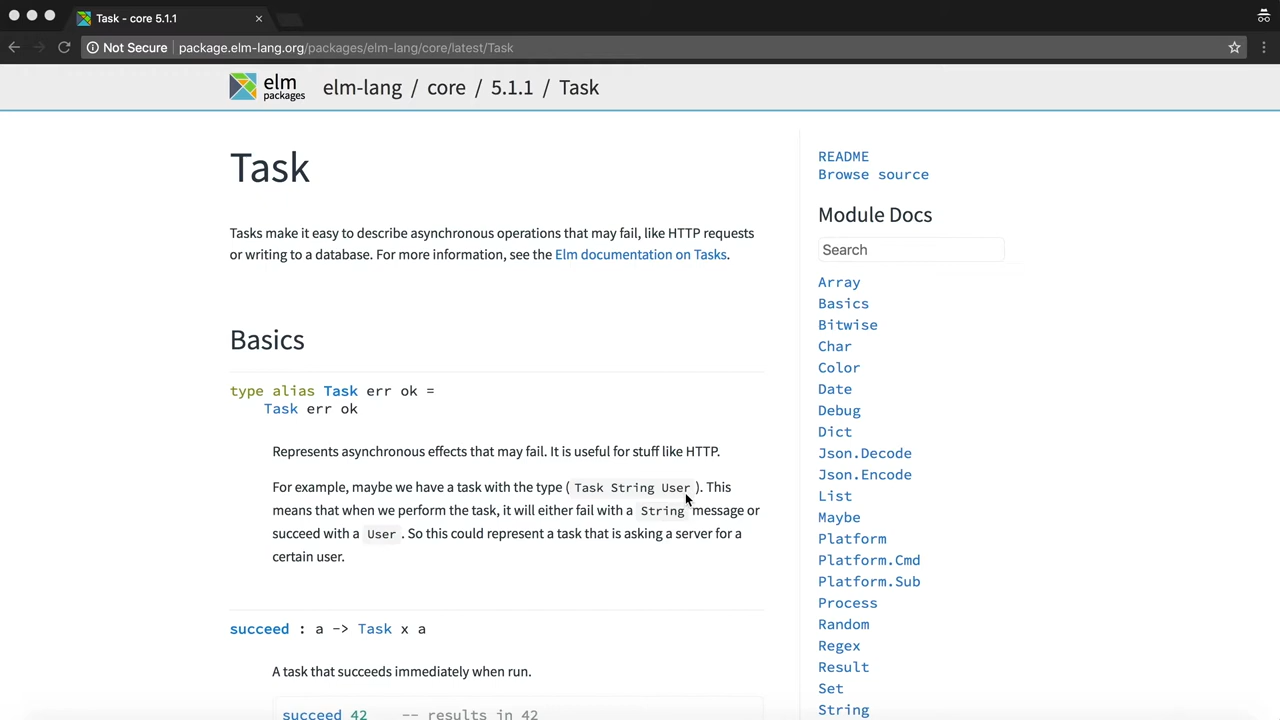 Task - core 5.1.1
Not Secure package.elm-lang.org/packages/elm-lang/core/latest/Task
elm packages elm-lang / core / 5.1.1 / Task
Task
Tasks make it easy to describe asynchronous operations that may fail, like HTTP requests
or writing to a database. For more information, see the Elm documentation on Tasks.
Basics
type alias Task err ok =
Task err ok
Represents asynchronous effects that may fail. It is useful for stuff like HTTP.
For example, maybe we have a task with the type ( Task String User ). This
means that when we perform the task, it will either fail with a String message or
succeed with a User . So this could represent a task that is asking a server for a
certain user.
succeed : a -> Task x a
A task that succeeds immediately when run.
succeed 42 -- results in 42
README
Browse source
Module Docs
Search
Array
Basics
Bitwise
Char
Color
Date
Debug
Dict
Json.Decode
Json.Encode
List
Maybe
Platform
Platform.Cmd
Platform.Sub
Process
Random
Regex
Result
Set
String